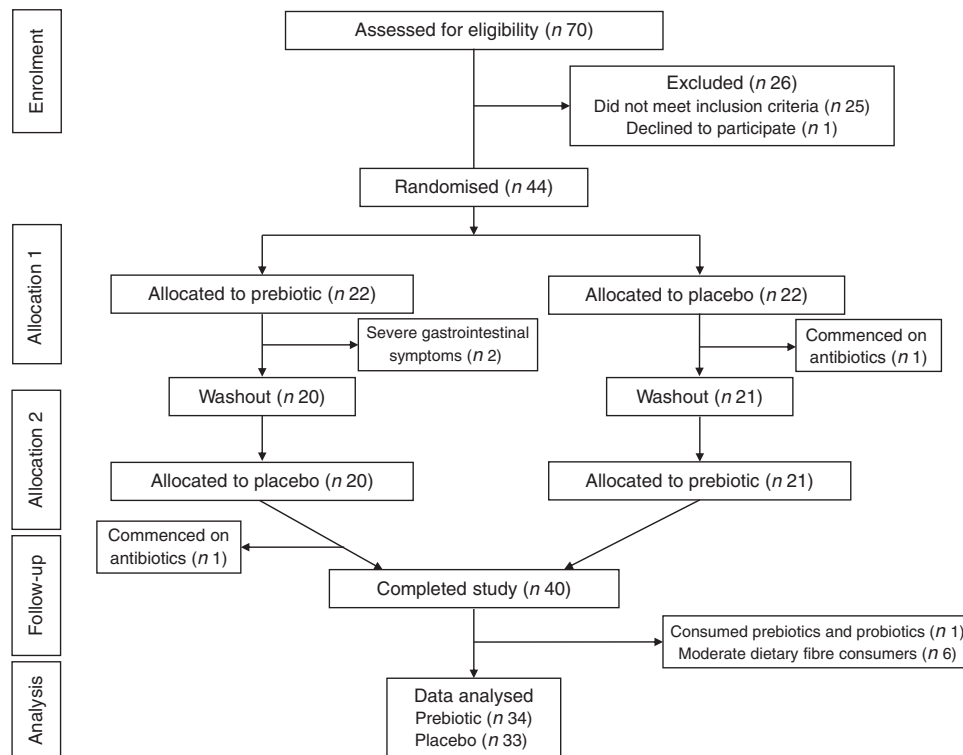 Enrolment
Assessed for eligibility (n 70)
Excluded (n 26)
Did not meet inclusion criteria (n 25)
Declined to participate (n 1)
Randomised (n 44)
Allocation 1
Allocated to prebiotic (n 22)
Allocated to placebo (n 22)
Severe gastrointestinal
symptoms (n 2)
Commenced on
antibiotics (n 1)
Washout (n 20)
Washout (n 21)
Allocation 2
Allocated to placebo (n 20)
Allocated to prebiotic (n 21)
Commenced on
antibiotics (n 1)
Follow-up
Completed study (n 40)
Consumed prebiotics and probiotics (n 1)
Moderate dietary fibre consumers (n 6)
Analysis
Data analysed
Prebiotic (n 34)
Placebo (n 33)